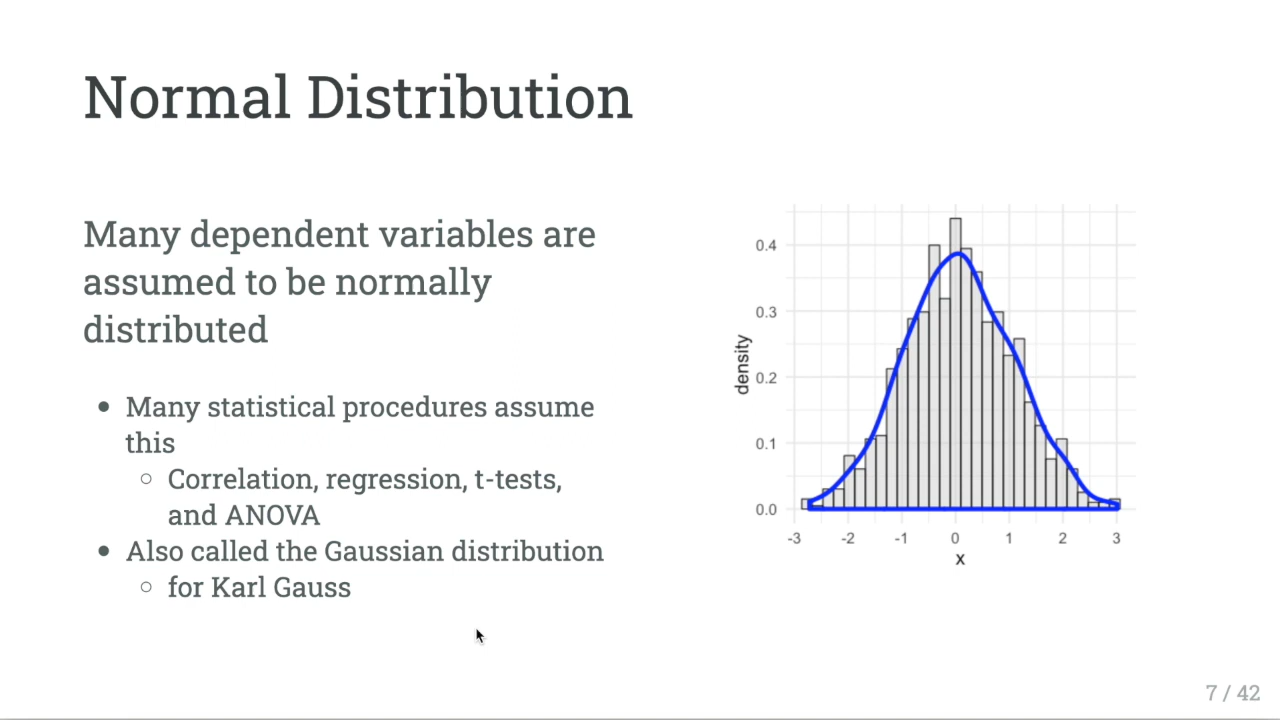 Normal Distribution
Many dependent variables are
assumed to be normally
distributed
Many statistical procedures assume
this
Correlation, regression, t-tests,
and ANOVA
Also called the Gaussian distribution
for Karl Gauss
density
0.4
0.3
0.2
0.1
0.0
-3 -2 -1 0 1 2 3
x
7 / 42